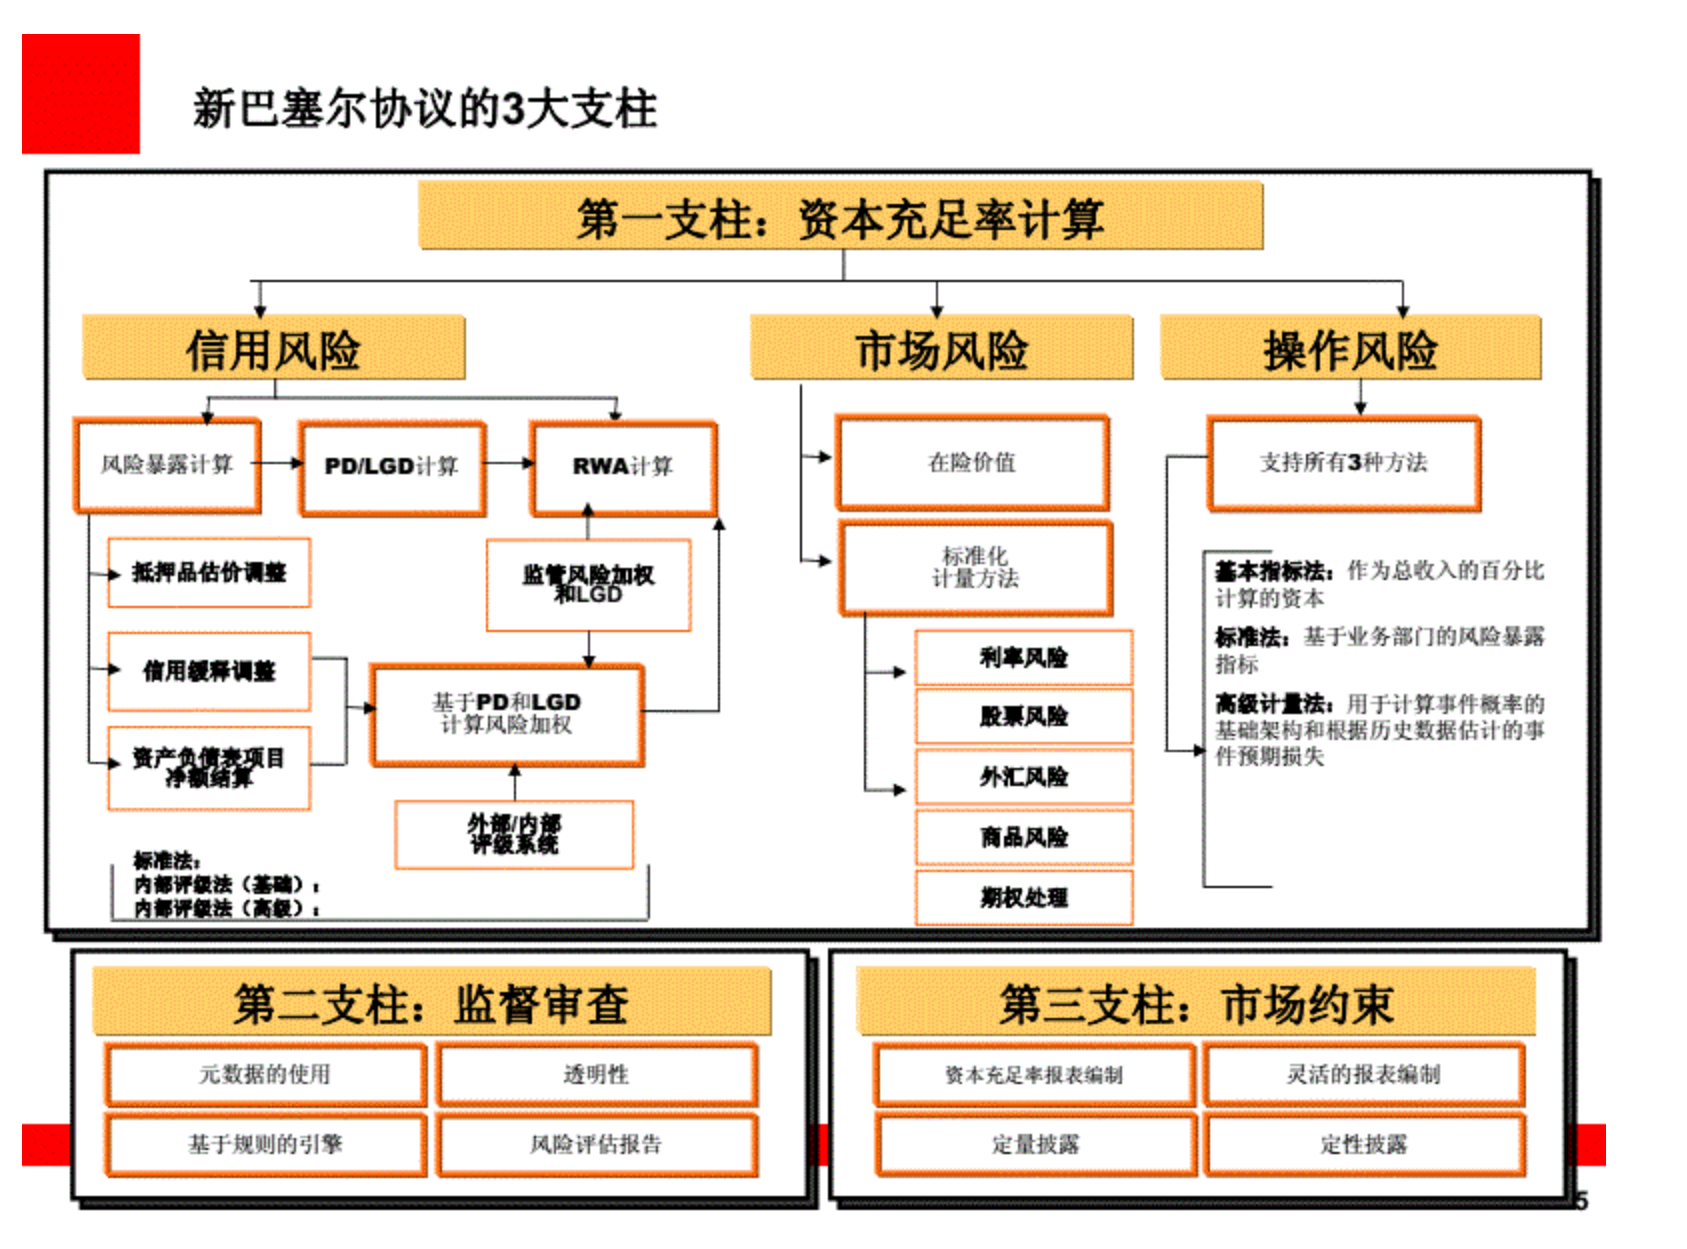 新巴塞尔协议的3大支柱
第一支柱：资本充足率计算
信用风险
市场风险
操作风险
风险暴露计算
PD/LGD计算
RWA计算
抵押品估价调整
信用缓释调整
资产负债表项目
净额结算
监管风险加权
和LGD
基于PD和LGD
计算风险加权
外部/内部
评级系统
标准法：
内部评级法（基础）：
内部评级法（高级）：
在险价值
标准化
计量方法
利率风险
股票风险
外汇风险
商品风险
期权处理
支持所有3种方法
基本指标法：作为总收入的百分比
计算的资本
标准法：基于业务部门的风险暴露
指标
高级计量法：用于计算事件概率的
基础架构和根据历史数据估计的事
件预期损失
第二支柱：监督审查
元数据的使用
透明性
基于规则的引擎
风险评估报告
第三支柱：市场约束
资本充足率报表编制
灵活的报表编制
定量披露
定性披露
5